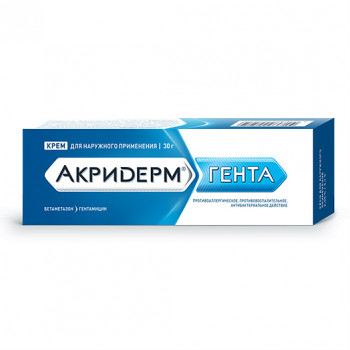 КРЕМ ДЛЯ НАРУЖНОГО ПРИМЕНЕНИЯ | 30 г
АКРИДЕРМ® ГЕНТА
БЕТАМЕТАЗОН > ГЕНТАМИЦИН
ПРОТИВОАЛЛЕРГИЧЕСКОЕ, ПРОТИВОВОСПАЛИТЕЛЬНОЕ,
АНТИБАКТЕРИАЛЬНОЕ ДЕЙСТВИЕ